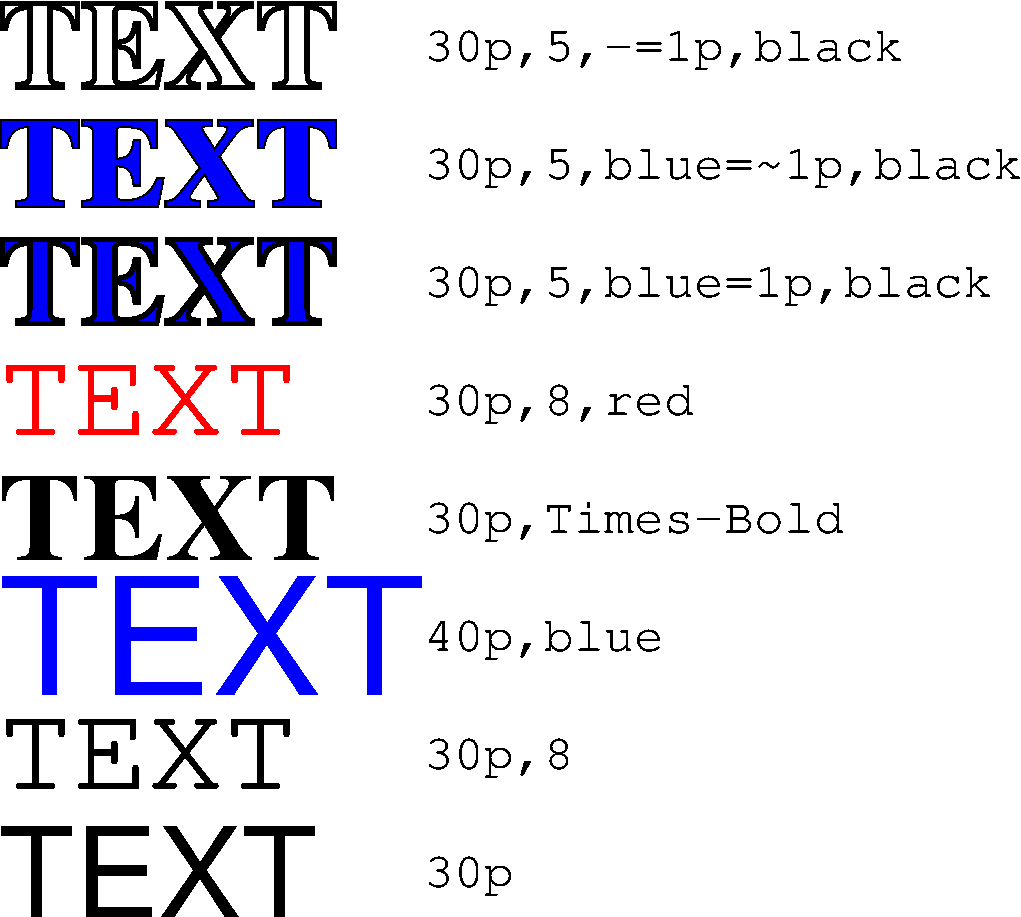 TEXT 30p,5,-=1p,black
TEXT 30p,5,blue=~1p,black
TEXT 30p,5,blue=1p,black
TEXT 30p,8,red
TEXT 30p,Times-Bold
TEXT 40p,blue
TEXT 30p,8
TEXT 30p